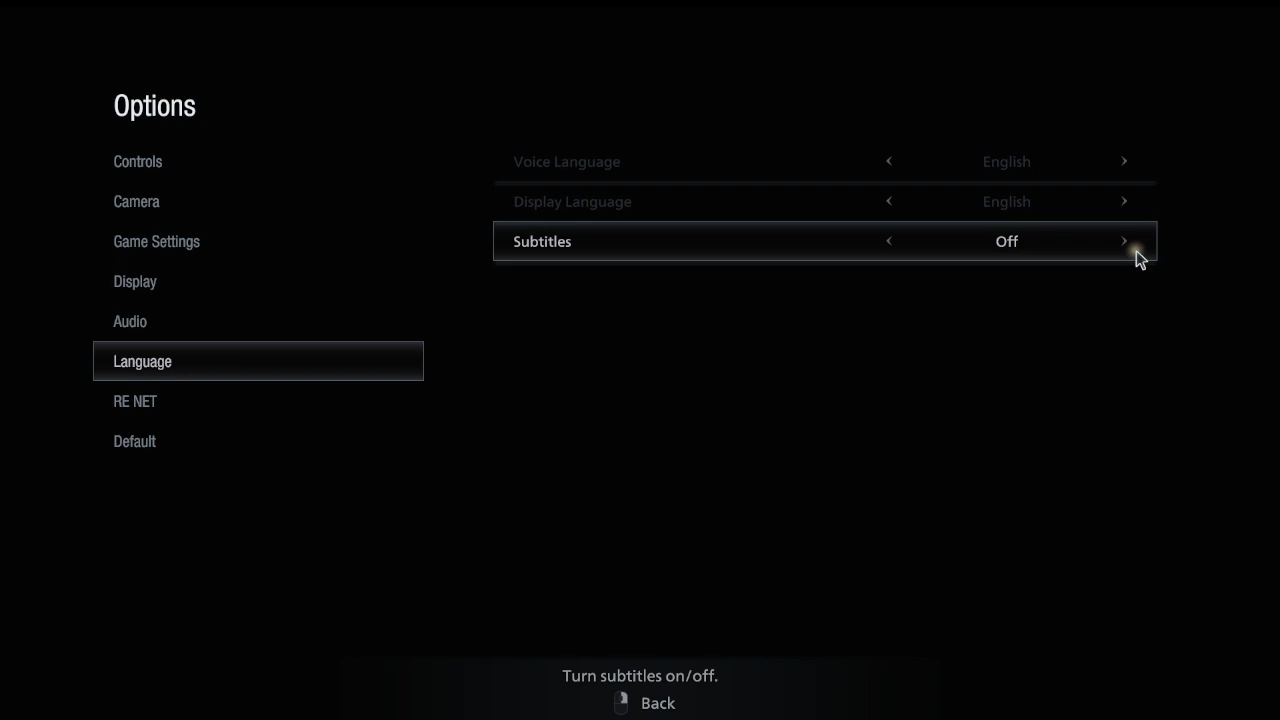 Options
Controls
Camera
Game Settings
Display
Audio
Language
RE NET
Default
Voice Language English
Display Language English
Subtitles Off
Turn subtitles on/off.
Back